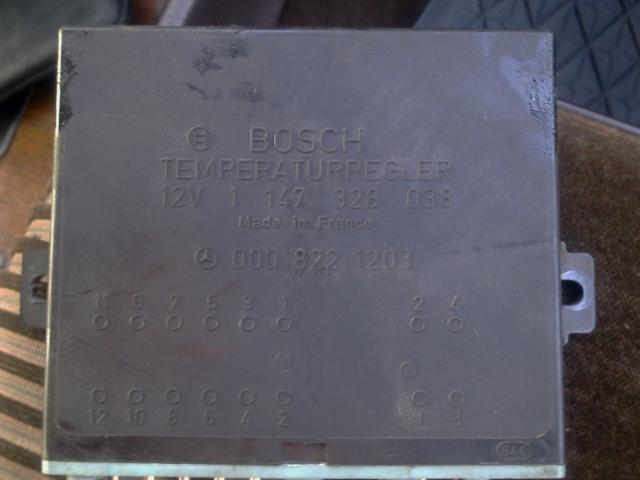 BOSCH
TEMPERATURREGLER
12V 1 147 328 038
Made in France
000 822 1203
11 9 7 5 3 1 2 4
12 10 8 6 4 2 1 3